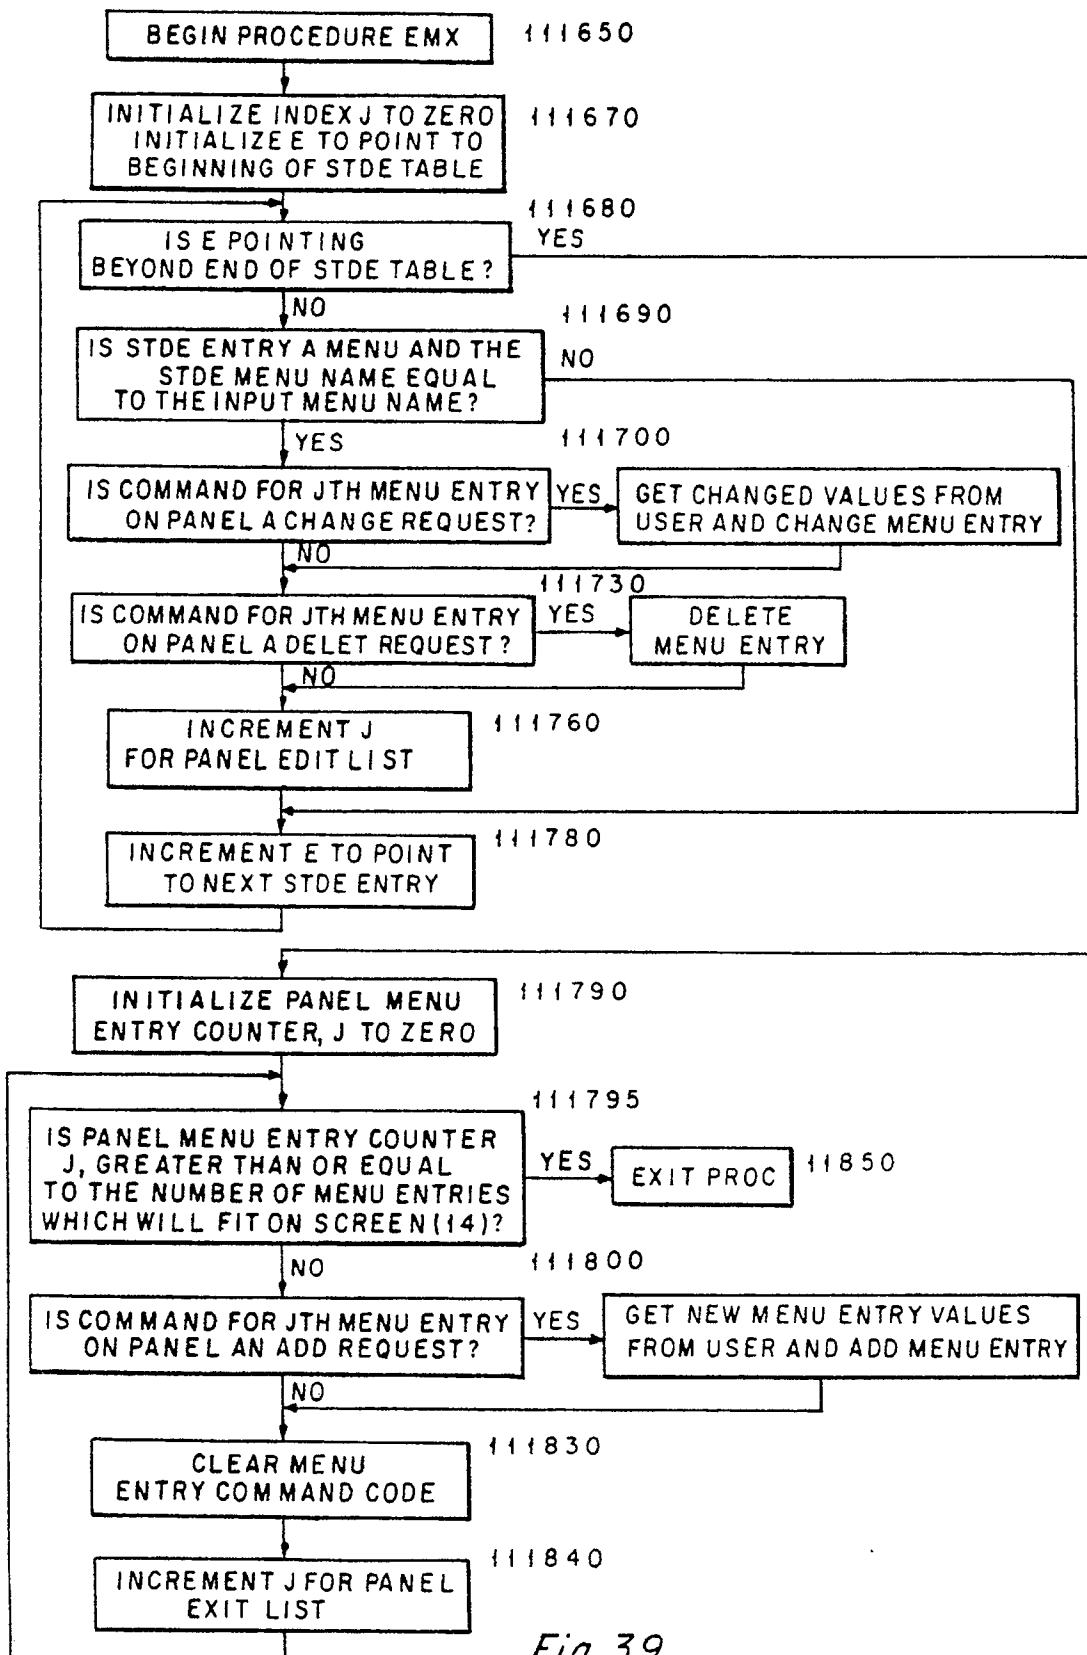 BEGIN PROCEDURE EMX 111650
INITIALIZE INDEX J TO ZERO 111670
INITIALIZE E TO POINT TO
BEGINNING OF STDE TABLE
111680
IS E POINTING YES
BEYOND END OF STDE TABLE?
NO
111690
IS STDE ENTRY A MENU AND THE NO
STDE MENU NAME EQUAL
TO THE INPUT MENU NAME?
YES 111700
IS COMMAND FOR JTH MENU ENTRY YES GET CHANGED VALUES FROM
ON PANEL A CHANGE REQUEST? USER AND CHANGE MENU ENTRY
NO
111730
IS COMMAND FOR JTH MENU ENTRY YES DELETE
ON PANEL A DELET REQUEST? MENU ENTRY
NO
INCREMENT J 111760
FOR PANEL EDIT LIST
111780
INCREMENT E TO POINT
TO NEXT STDE ENTRY
INITIALIZE PANEL MENU 111790
ENTRY COUNTER, J TO ZERO
111795
IS PANEL MENU ENTRY COUNTER
J, GREATER THAN OR EQUAL YES EXIT PROC 11850
TO THE NUMBER OF MENU ENTRIES
WHICH WILL FIT ON SCREEN (14)?
NO 111800
IS COMMAND FOR JTH MENU ENTRY YES GET NEW MENU ENTRY VALUES
ON PANEL AN ADD REQUEST? FROM USER AND ADD MENU ENTRY
NO
111830
CLEAR MENU
ENTRY COMMAND CODE
111840
INCREMENT J FOR PANEL
EXIT LIST
Fig. 39